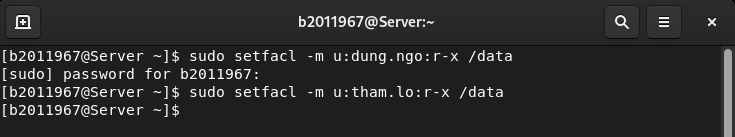 b2011967@Server:~
[b2011967@Server ~]$ sudo setfacl -m u:dung.ngo:r-x /data
[sudo] password for b2011967:
[b2011967@Server ~]$ sudo setfacl -m u:tham.lo:r-x /data
[b2011967@Server ~]$